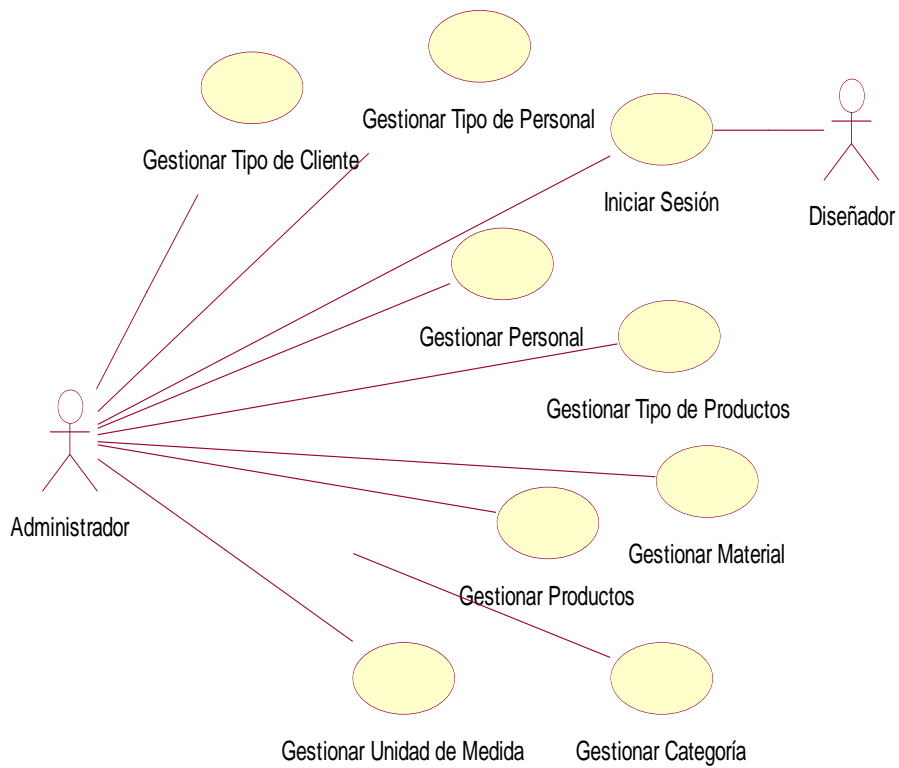 Gestionar Tipo de Personal
Gestionar Tipo de Cliente
Iniciar Sesión
Diseñador
Gestionar Personal
Gestionar Tipo de Productos
Administrador
Gestionar Material
Gestionar Productos
Gestionar Unidad de Medida
Gestionar Categoría